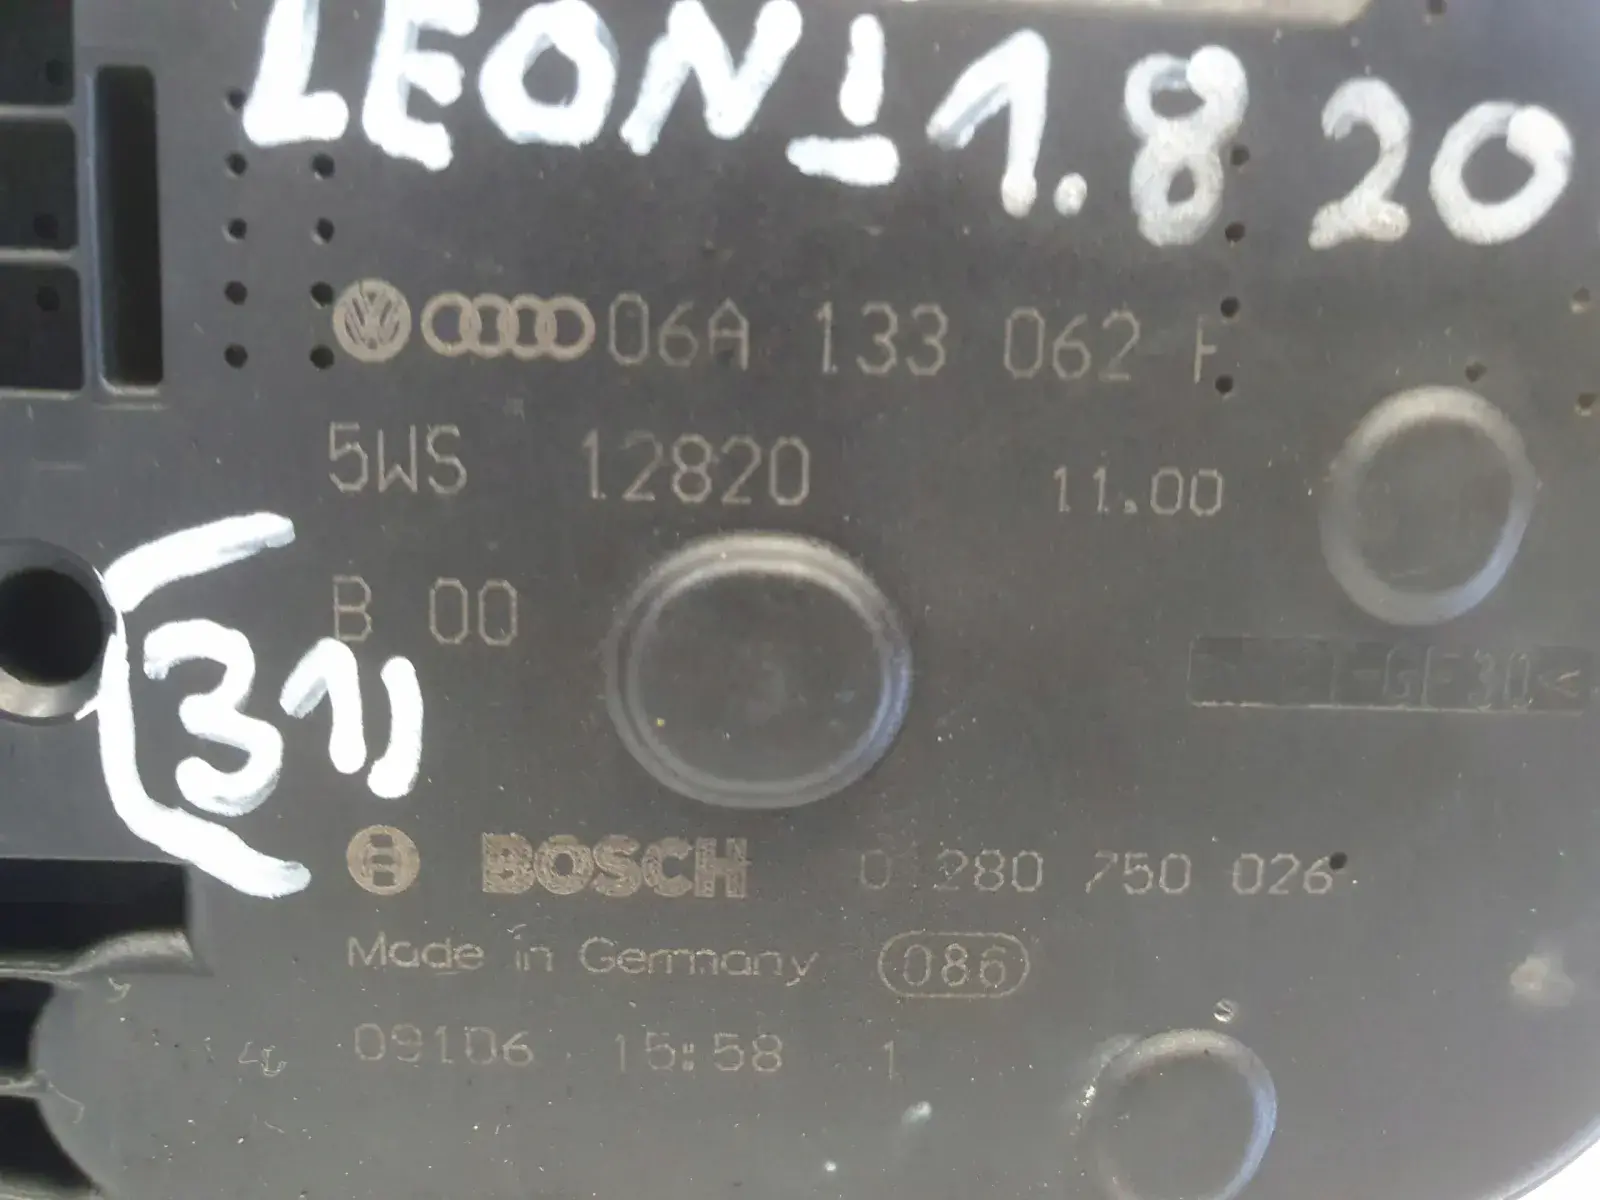 LEON I 1.8 20
06A 133 062 F
5WS 12820 11.00
B 00
(31)
BOSCH 0 280 750 026
Made in Germany 086
09106 15:58 1